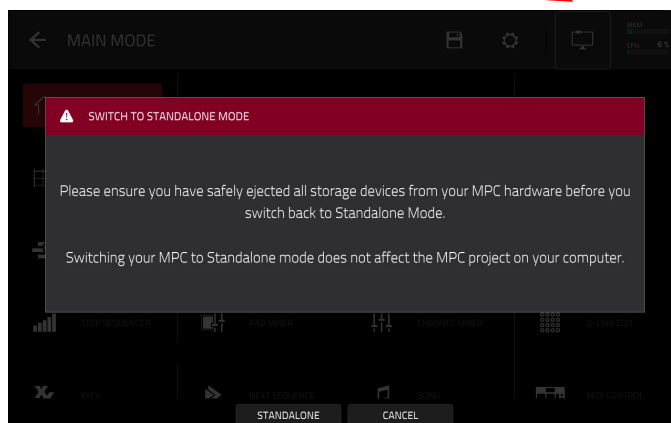 MAIN MODE
MEM
CPU 6 %
SWITCH TO STANDALONE MODE
Please ensure you have safely ejected all storage devices from your MPC hardware before you
switch back to Standalone Mode.
Switching your MPC to Standalone mode does not affect the MPC project on your computer.
STEP SEQUENCER
PAD MIXER
CHANNEL MIXER
Q-LINK EDIT
XYFX
NEXT SEQUENCE
SONG
MIDI CONTROL
STANDALONE
CANCEL